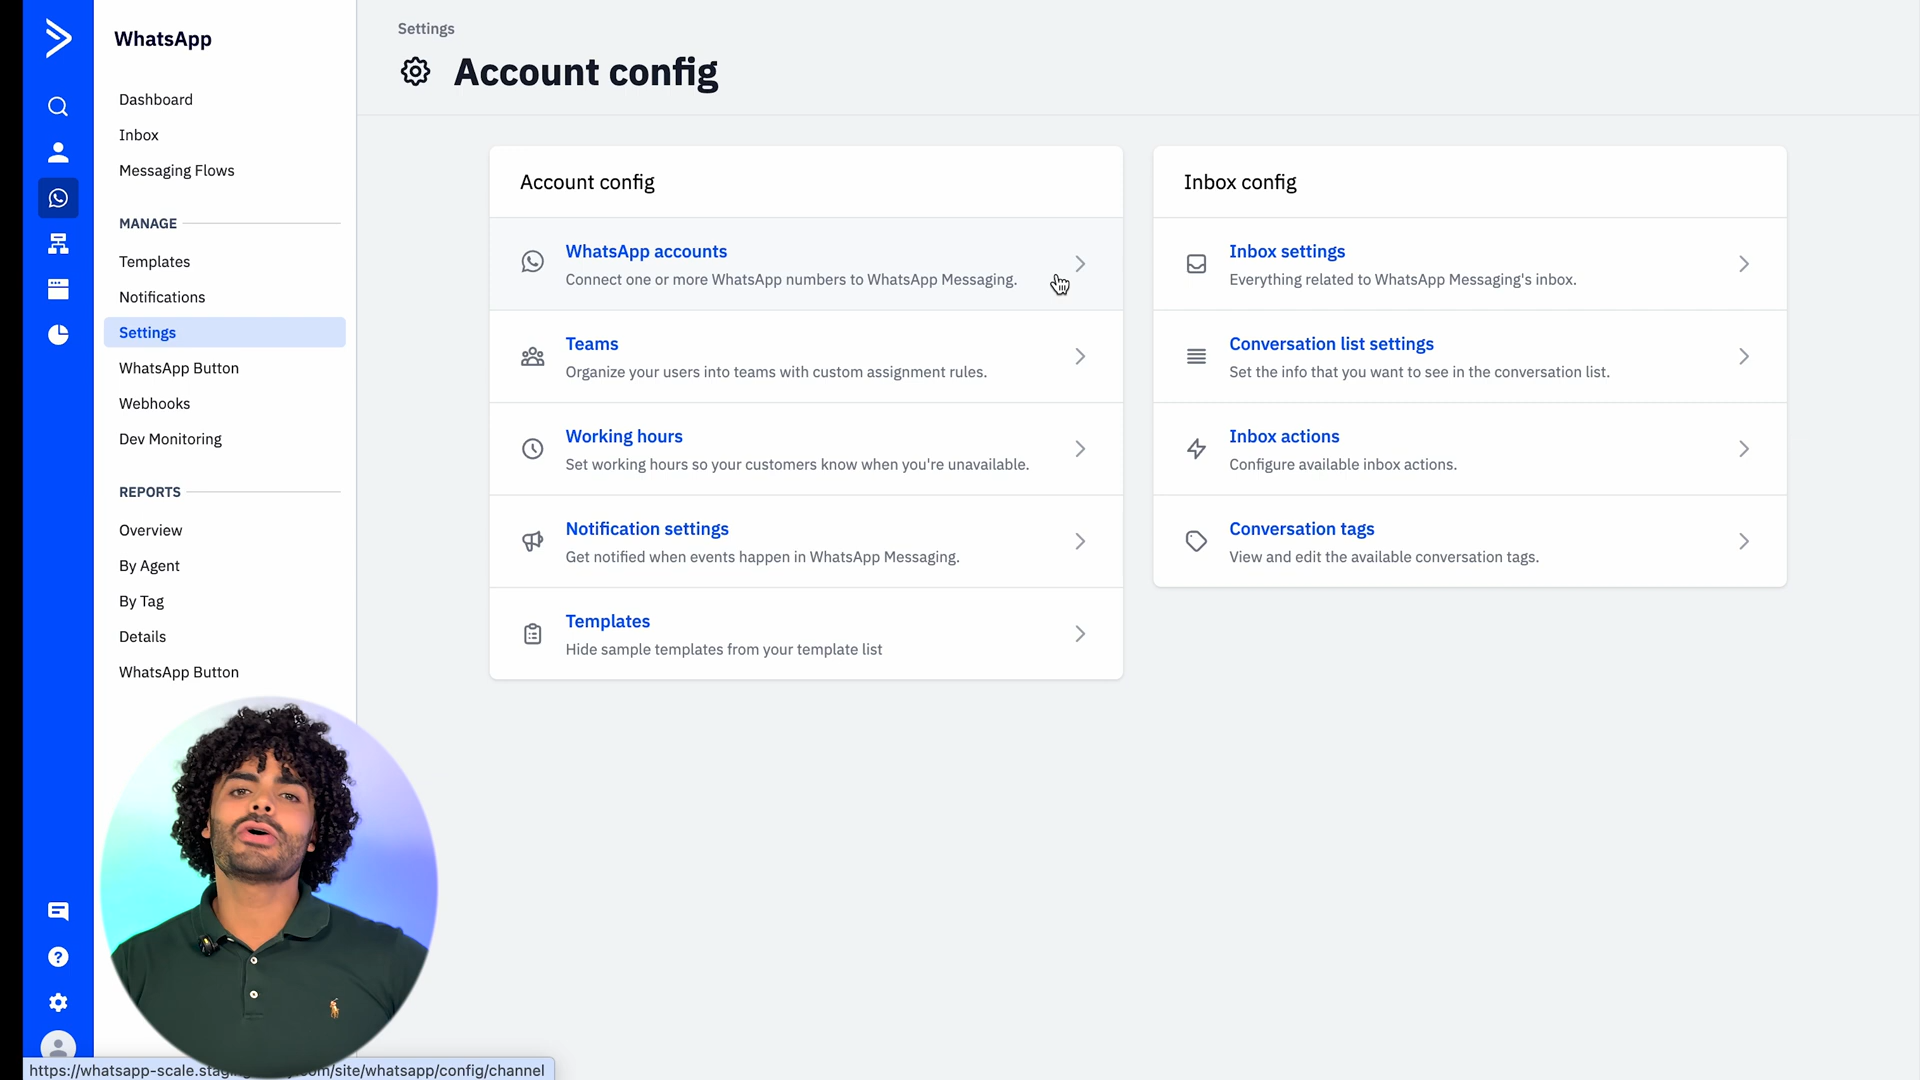 WhatsApp
Dashboard
Inbox
Messaging Flows
MANAGE
Templates
Notifications
Settings
WhatsApp Button
Webhooks
Dev Monitoring
REPORTS
Overview
By Agent
By Tag
Details
WhatsApp Button
Settings
Account config
Account config
WhatsApp accounts
Connect one or more WhatsApp numbers to WhatsApp Messaging.
Teams
Organize your users into teams with custom assignment rules.
Working hours
Set working hours so your customers know when you're unavailable.
Notification settings
Get notified when events happen in WhatsApp Messaging.
Templates
Hide sample templates from your template list
Inbox config
Inbox settings
Everything related to WhatsApp Messaging's inbox.
Conversation list settings
Set the info that you want to see in the conversation list.
Inbox actions
Configure available inbox actions.
Conversation tags
View and edit the available conversation tags.
https://whatsapp-scale.stag om/site/whatsapp/config/channel